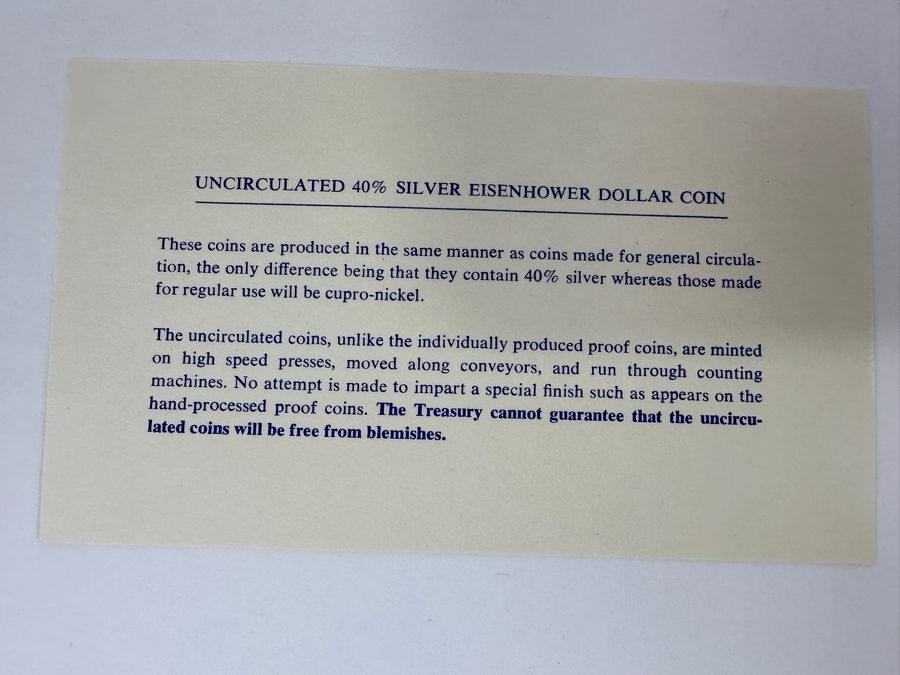 UNCIRCULATED 40% SILVER EISENHOWER DOLLAR COIN
These coins are produced in the same manner as coins made for general circula-
tion, the only difference being that they contain 40% silver whereas those made
for regular use will be cupro-nickel.
The uncirculated coins, unlike the individually produced proof coins, are minted
on high speed presses, moved along conveyors, and run through counting
machines. No attempt is made to impart a special finish such as appears on the
hand-processed proof coins. The Treasury cannot guarantee that the uncircu-
lated coins will be free from blemishes.